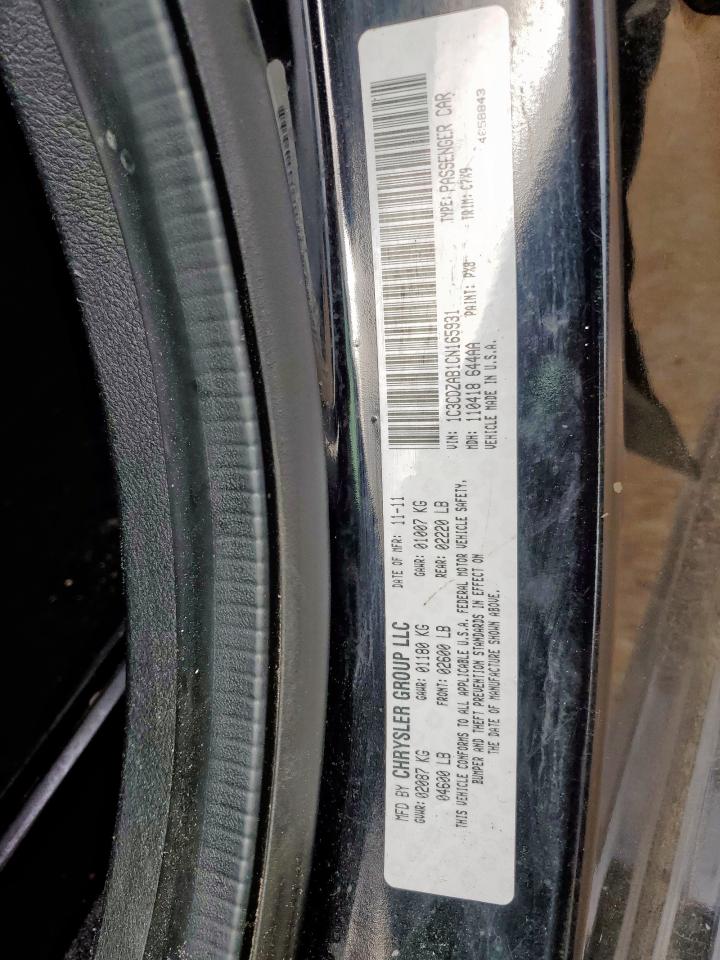 MFD BY CHRYSLER GROUP LLC DATE OF MFR: 11-11
GVWR: 02087 KG GAWR: 01180 KG GAWR: 01007 KG
04600 LB FRONT: 02600 LB REAR: 02220 LB
THIS VEHICLE CONFORMS TO ALL APPLICABLE U.S.A. FEDERAL MOTOR VEHICLE SAFETY,
BUMPER AND THEFT PREVENTION STANDARDS IN EFFECT ON
THE DATE OF MANUFACTURE SHOWN ABOVE.
VIN: 1C3CDZAB1CN165931 TYPE: PASSENGER CAR
MDH: 110418 644AA PAINT: PX8 TRIM: C7X9
VEHICLE MADE IN U.S.A. 4658843